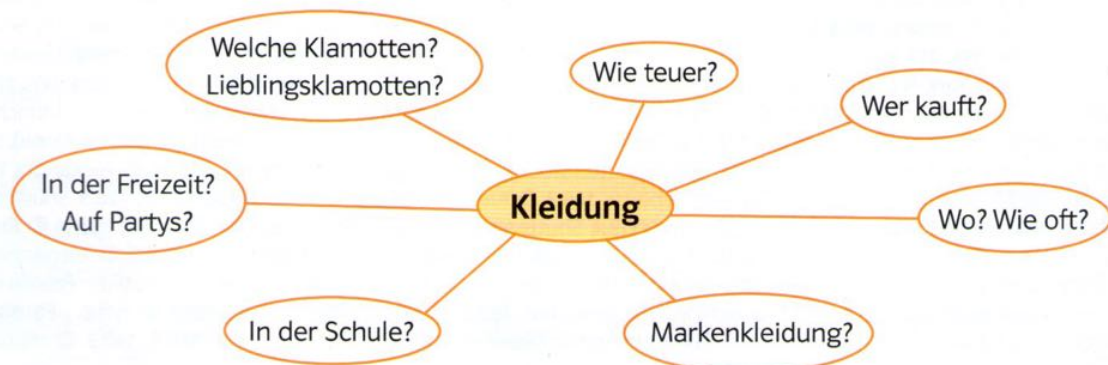 Welche Klamotten?
Lieblingsklamotten?
Wie teuer?
Wer kauft?
In der Freizeit?
Auf Partys?
Kleidung
Wo? Wie oft?
In der Schule?
Markenkleidung?